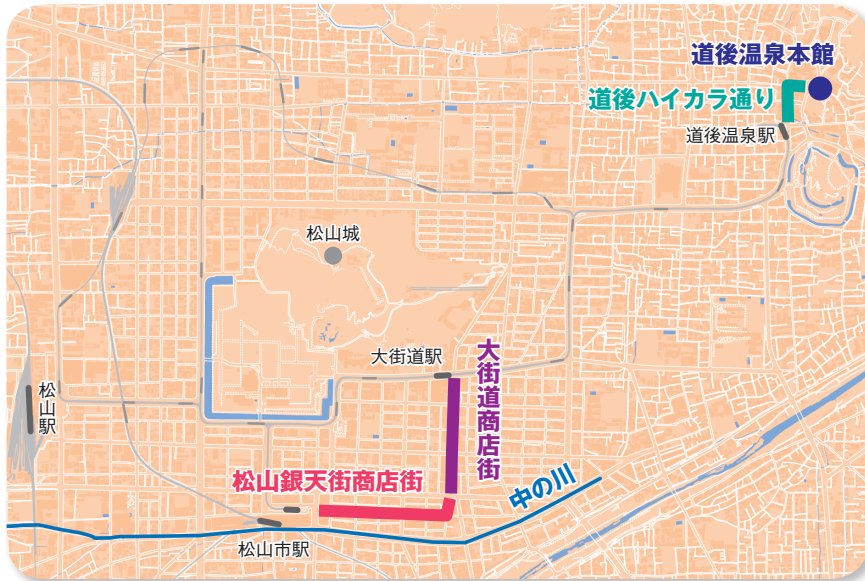 道後温泉本館
道後ハイカラ通り
道後温泉駅
松山城
大街道駅
大街道商店街
松山駅
松山銀天街商店街
中の川
松山市駅